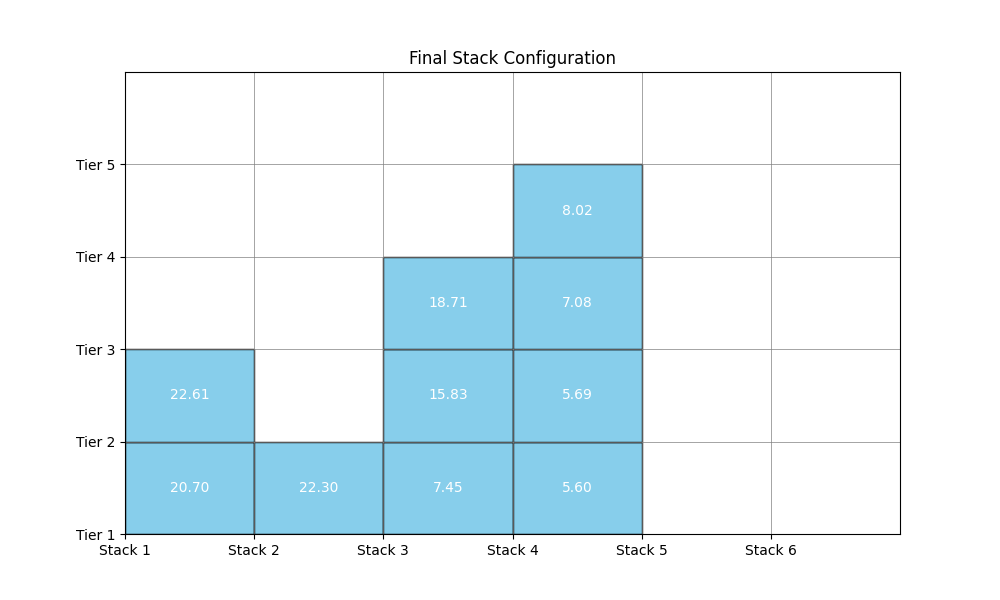 Final Stack Configuration
Tier 5
8.02
Tier 4
18.71
7.08
Tier 3
22.61
15.83
5.69
Tier 2
20.70
22.30
7.45
5.60
Tier 1
Stack 1
Stack 2
Stack 3
Stack 4
Stack 5
Stack 6